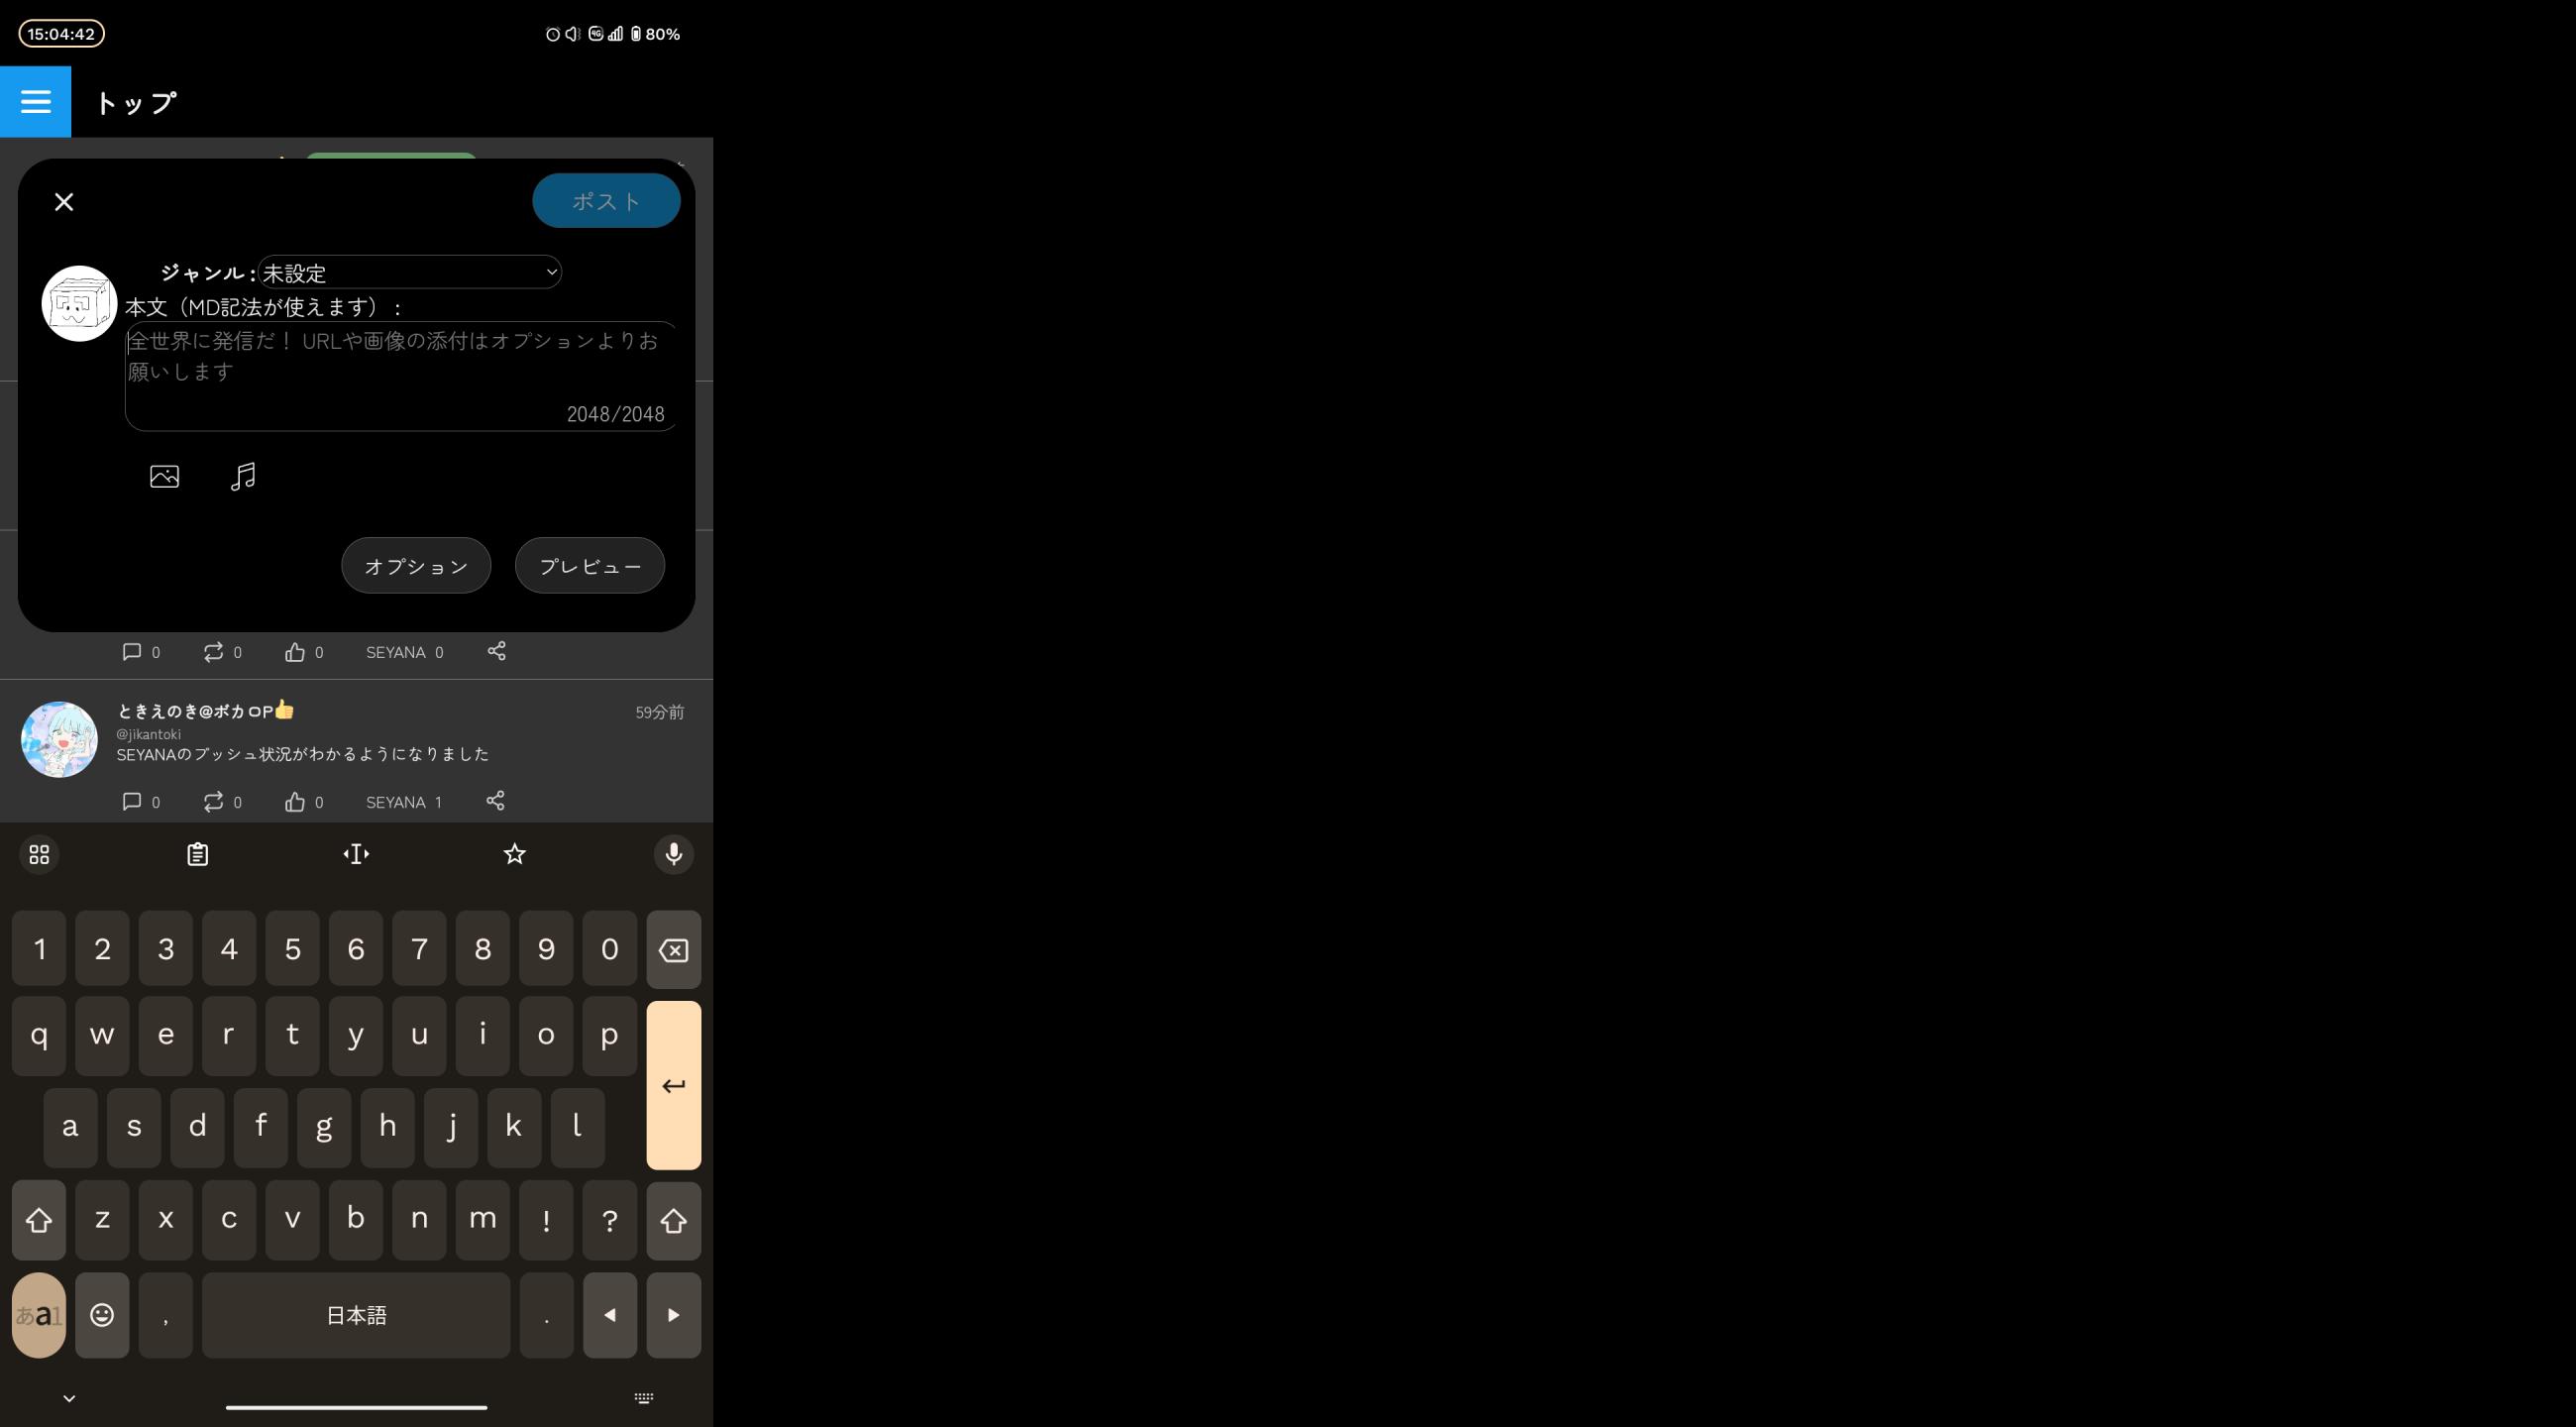 15:04:42
4G 80%
トップ
ポスト
ジャンル : 未設定
本文（MD記法が使えます）：
全世界に発信だ！ URLや画像の添付はオプションよりお
願いします
2048/2048
オプション プレビュー
0 0 0 SEYANA 0
ときえのき@ボカロP👍 59分前
@jikantoki
SEYANAのプッシュ状況がわかるようになりました
0 0 0 SEYANA 1
1 2 3 4 5 6 7 8 9 0
q w e r t y u i o p
a s d f g h j k l
z x c v b n m ! ?
あa1 , 日本語 .